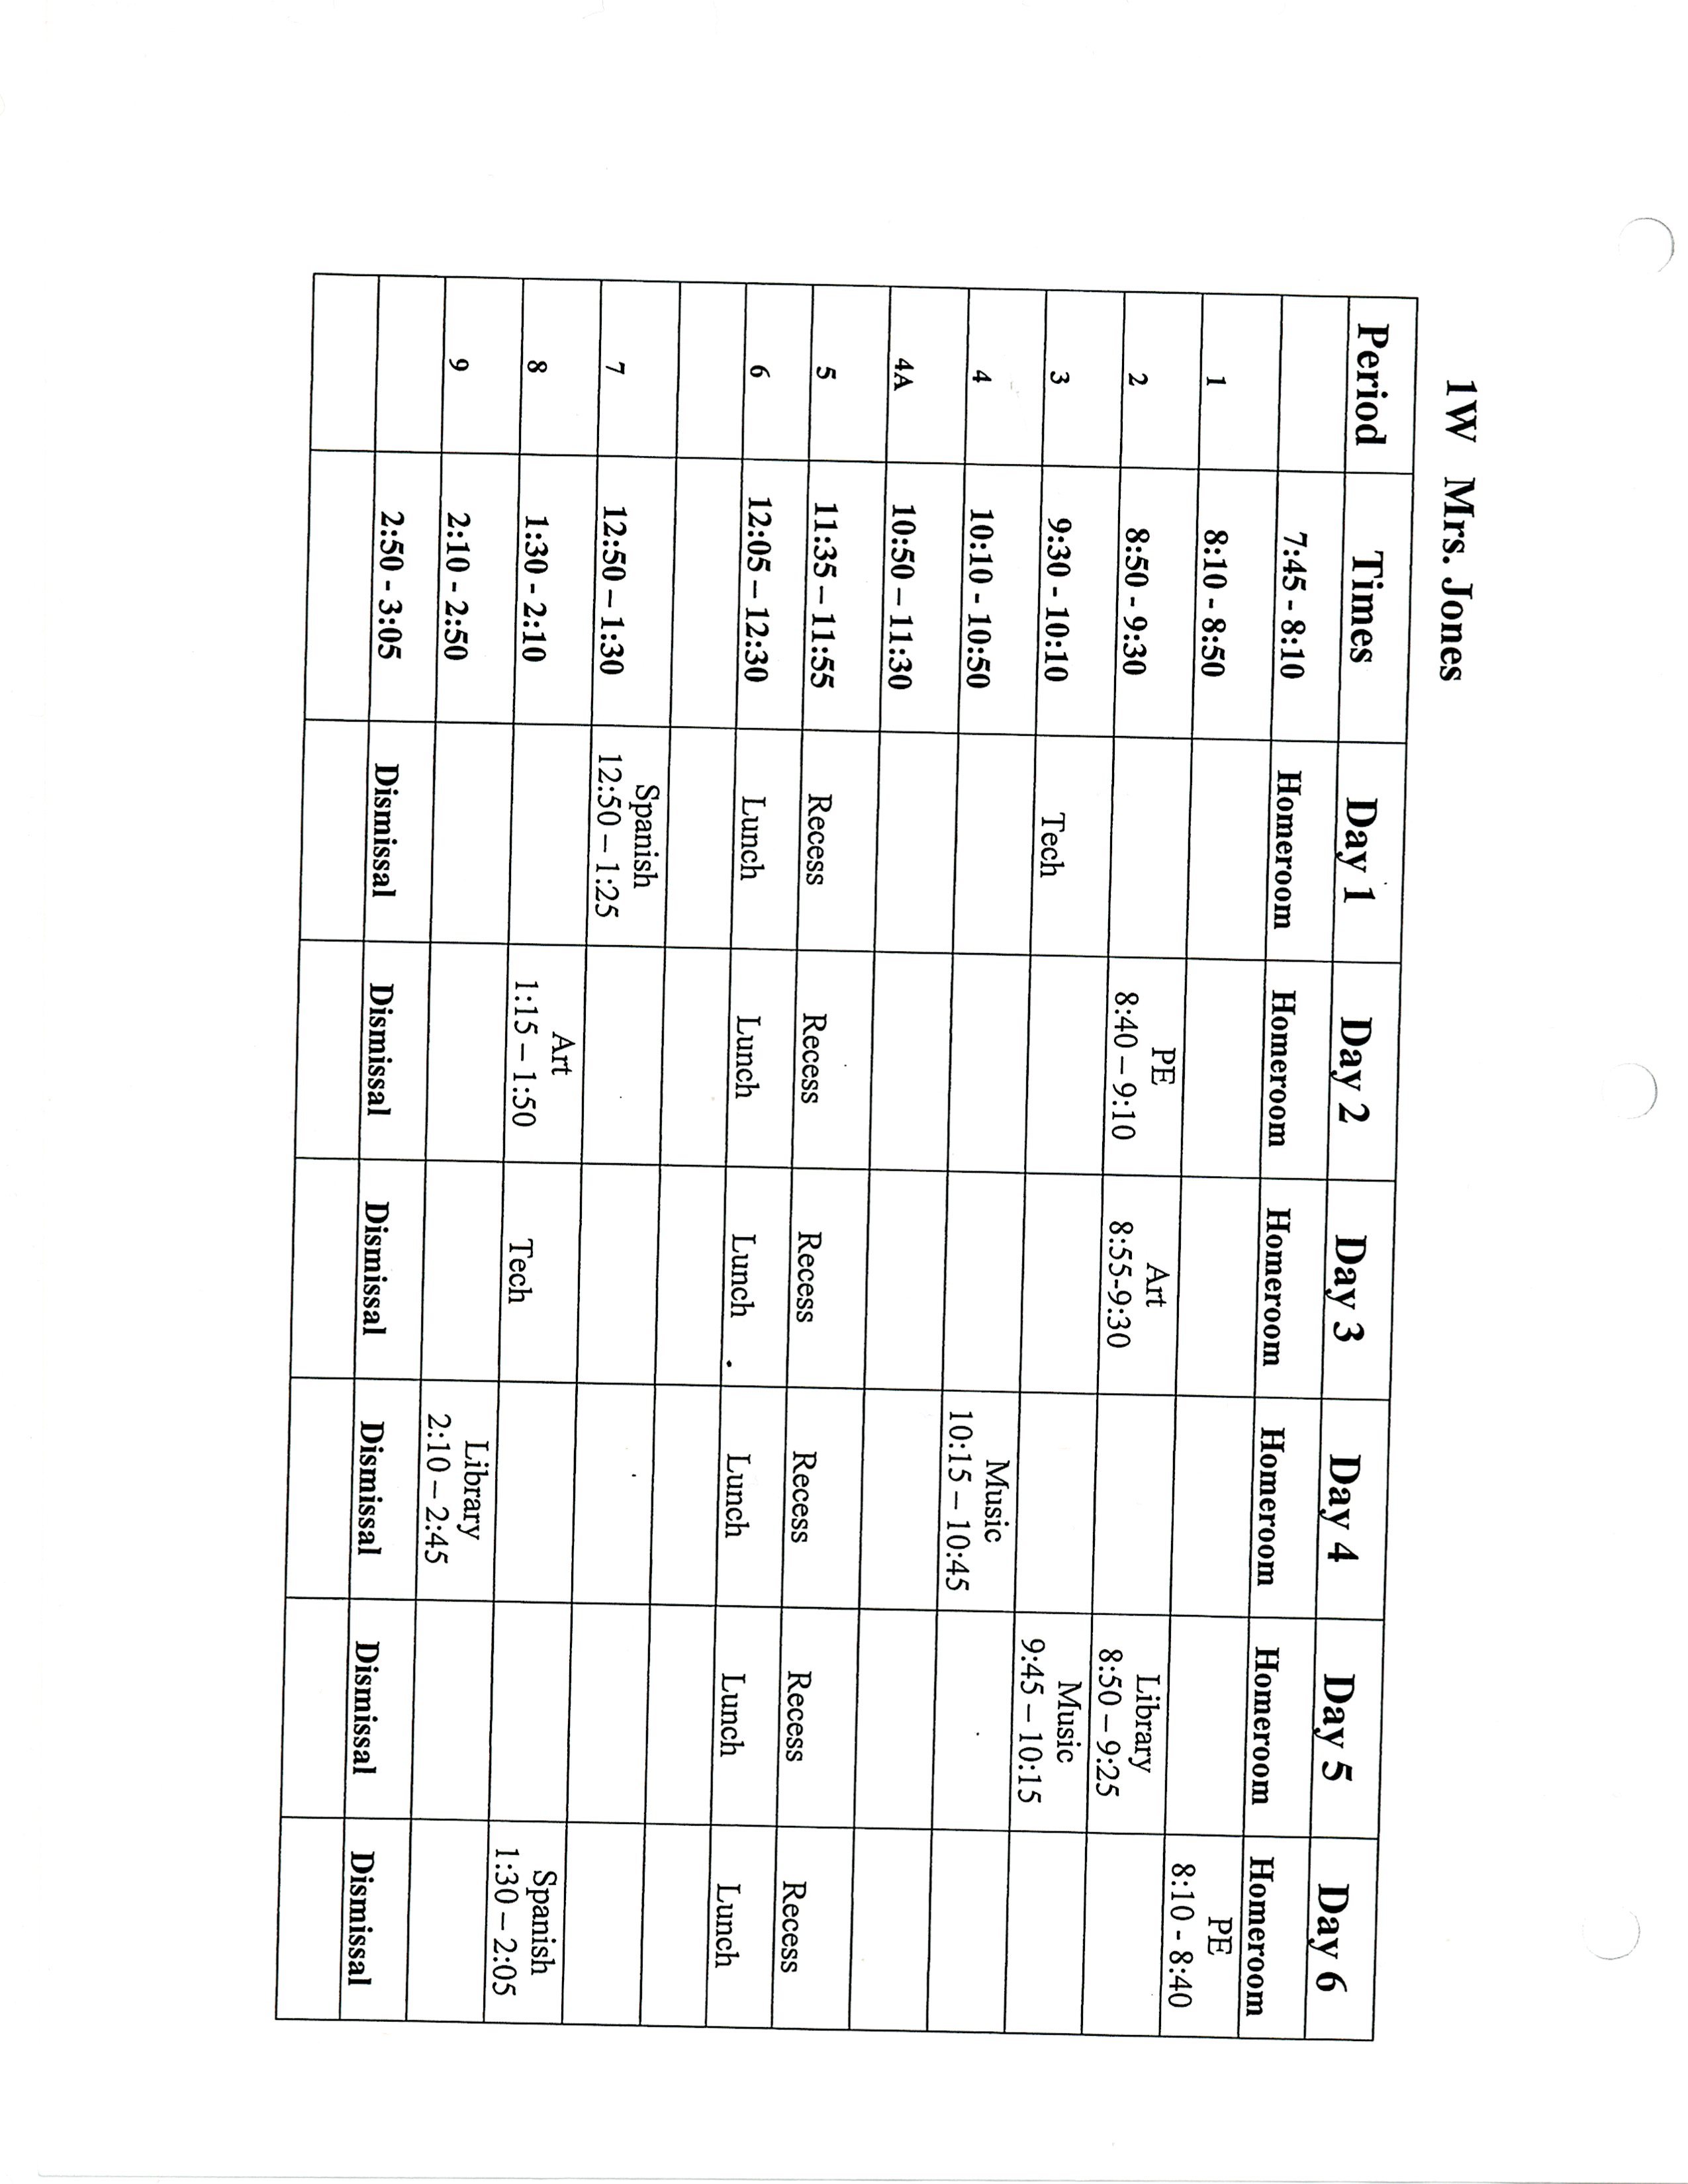 1W Mrs. Jones
Period Times Day 1 Day 2 Day 3 Day 4 Day 5 Day 6
7:45 - 8:10 Homeroom Homeroom Homeroom Homeroom Homeroom Homeroom
1 8:10 - 8:50 PE
8:10 - 8:40
2 8:50 - 9:30 PE Art Library
8:40 – 9:10 8:55-9:30 8:50 – 9:25
3 9:30 - 10:10 Tech Music
9:45 – 10:15
4 10:10 - 10:50 Music
10:15 – 10:45
4A 10:50 – 11:30
5 11:35 – 11:55 Recess Recess Recess Recess Recess Recess
6 12:05 – 12:30 Lunch Lunch Lunch Lunch Lunch Lunch
7 12:50 – 1:30 Spanish
12:50 – 1:25
8 1:30 - 2:10 Art Tech Spanish
1:15 – 1:50 1:30 – 2:05
9 2:10 - 2:50 Library
2:10 – 2:45
2:50 - 3:05 Dismissal Dismissal Dismissal Dismissal Dismissal Dismissal